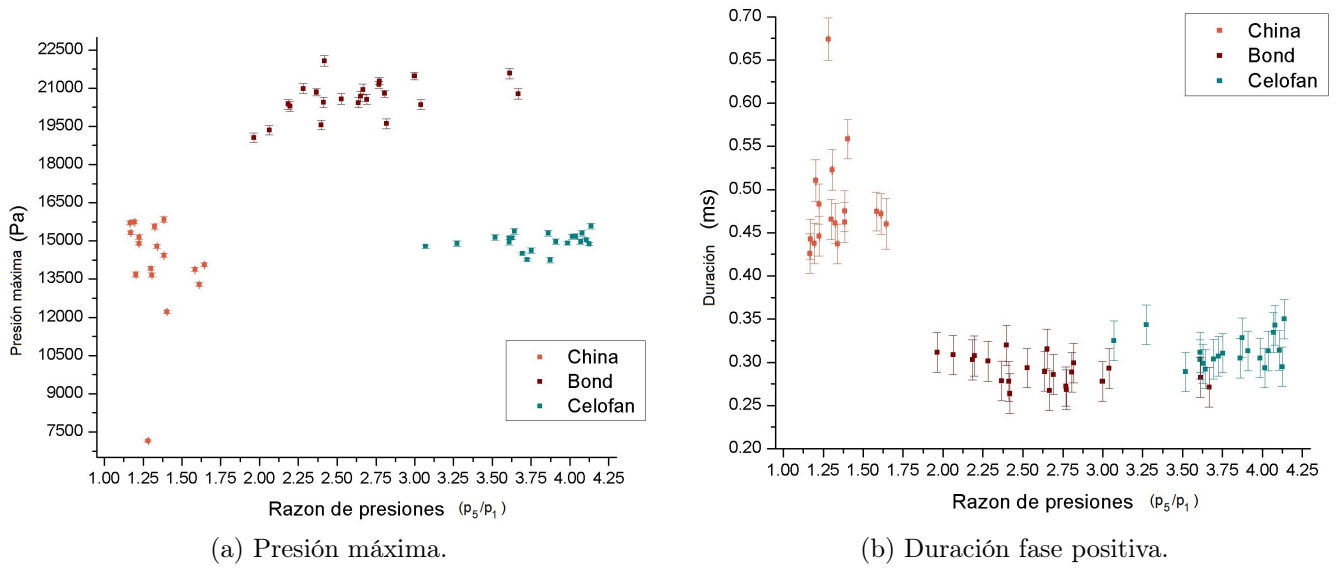 22500
21000
19500
18000
16500
15000
13500
12000
10500
9000
7500
Presión máxima (Pa)
China
Bond
Celofan
1.00 1.25 1.50 1.75 2.00 2.25 2.50 2.75 3.00 3.25 3.50 3.75 4.00 4.25
Razon de presiones (p5/p1)
(a) Presión máxima.
0.70
0.65
0.60
0.55
0.50
0.45
0.40
0.35
0.30
0.25
0.20
Duración (ms)
China
Bond
Celofan
1.00 1.25 1.50 1.75 2.00 2.25 2.50 2.75 3.00 3.25 3.50 3.75 4.00 4.25
Razon de presiones (p5/p1)
(b) Duración fase positiva.